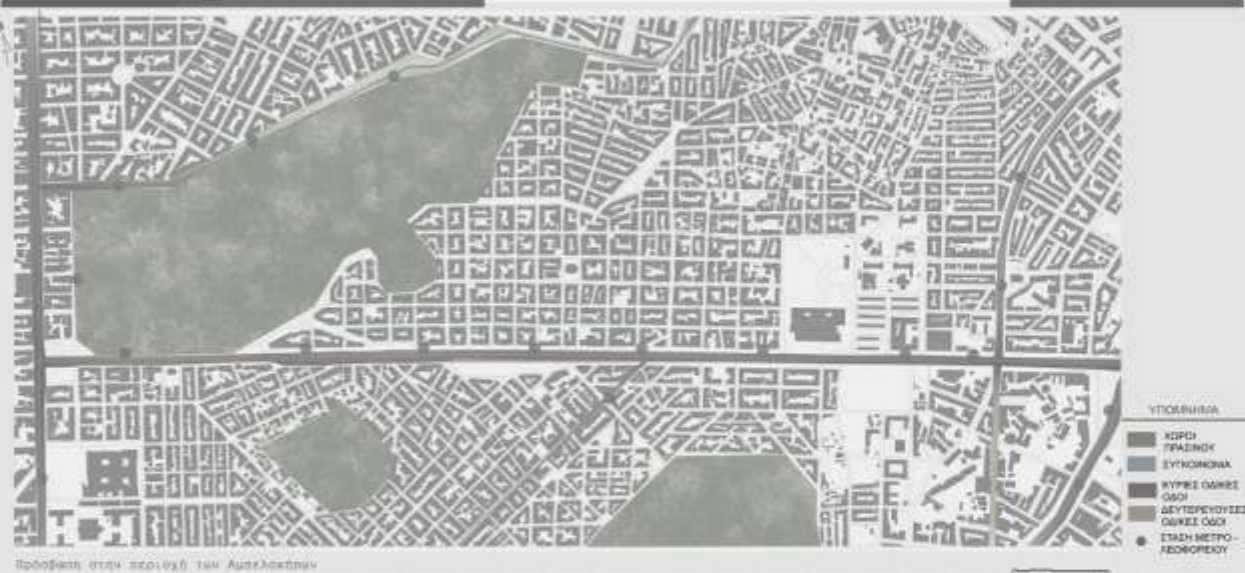 ΥΠΟΜΝΗΜΑ
ΧΩΡΟΙ
ΠΡΑΣΙΝΟΥ
ΣΥΓΚΟΙΝΩΝΙΑ
ΚΥΡΙΕΣ ΟΔΙΚΕΣ
ΟΔΟΙ
ΔΕΥΤΕΡΕΥΟΥΣΕΣ
ΟΔΙΚΕΣ ΟΔΟΙ
ΣΤΑΣΗ ΜΕΤΡΟ -
ΛΕΩΦΟΡΕΙΟΥ
Πρόσβαση στην περιοχή των Αμπελοκήπων